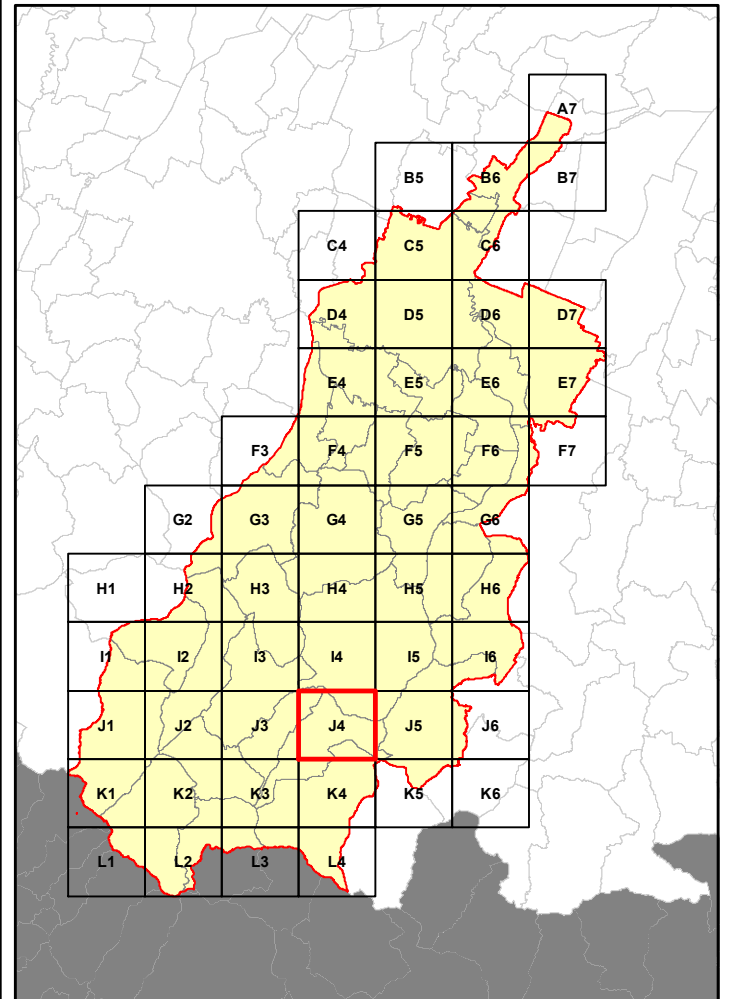 A7
B5 B6 B7
C4 C5 C6
D4 D5 D6 D7
E4 E5 E6 E7
F3 F4 F5 F6 F7
G2 G3 G4 G5 G6
H1 H2 H3 H4 H5 H6
I1 I2 I3 I4 I5 I6
J1 J2 J3 J4 J5 J6
K1 K2 K3 K4 K5 K6
L1 L2 L3 L4